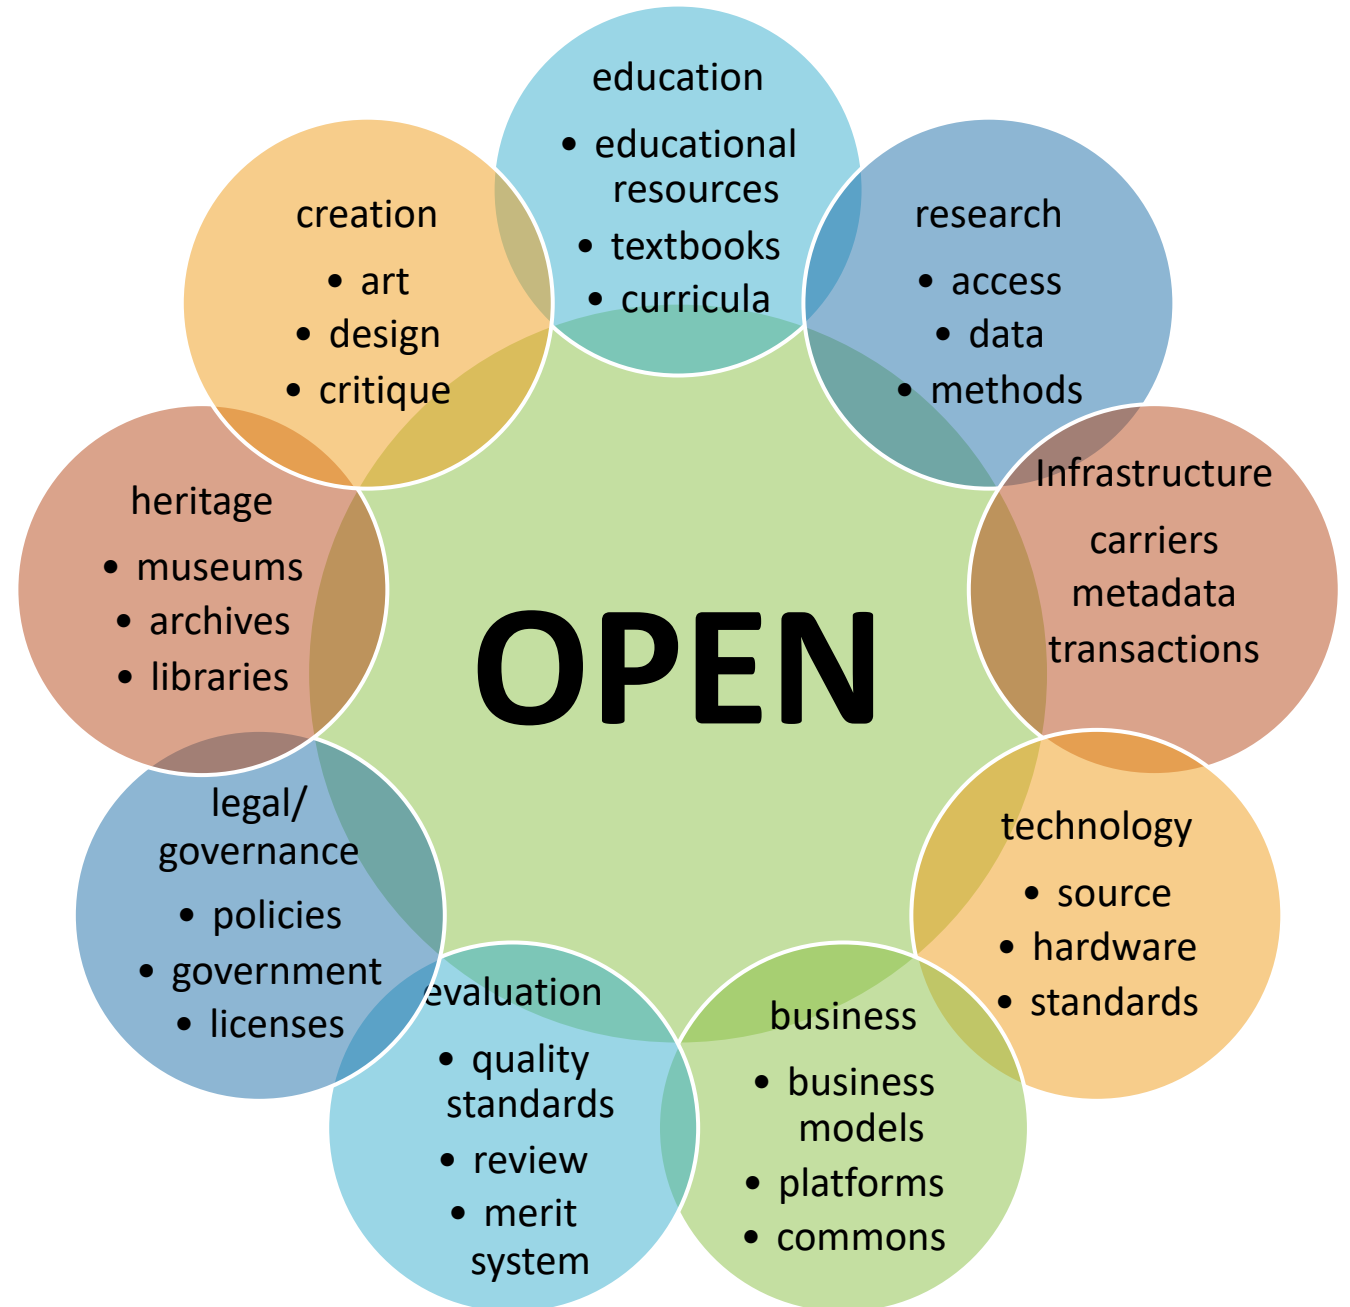 education
• educational
resources
• textbooks
• curricula
research
• access
• data
• methods
Infrastructure
carriers
metadata
transactions
technology
• source
• hardware
• standards
business
• business
models
• platforms
• commons
evaluation
• quality
standards
• review
• merit
system
legal/
governance
• policies
• government
• licenses
heritage
• museums
• archives
• libraries
creation
• art
• design
• critique
OPEN